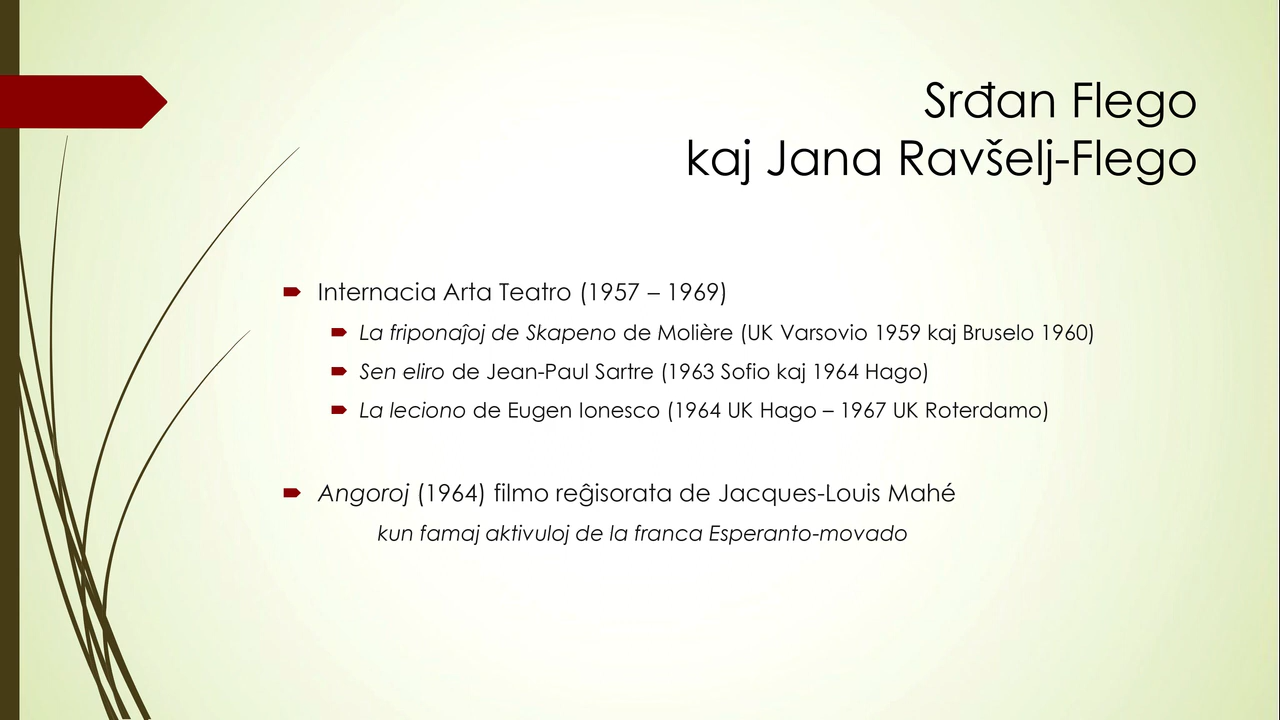 Srđan Flego
kaj Jana Ravšelj-Flego
Internacia Arta Teatro (1957 – 1969)
La friponaĵoj de Skapeno de Molière (UK Varsovio 1959 kaj Bruselo 1960)
Sen eliro de Jean-Paul Sartre (1963 Sofio kaj 1964 Hago)
La leciono de Eugen Ionesco (1964 UK Hago – 1967 UK Roterdamo)
Angoroj (1964) filmo reĝisorata de Jacques-Louis Mahé
kun famaj aktivuloj de la franca Esperanto-movado